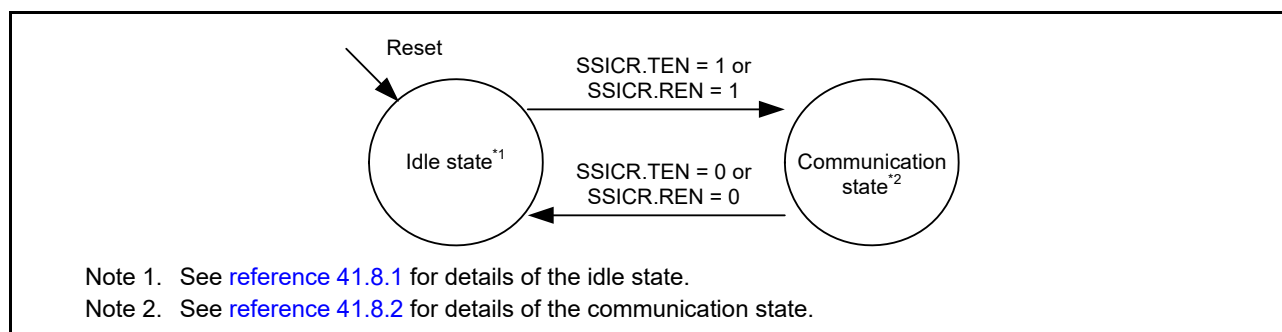 Reset
SSICR.TEN = 1 or
SSICR.REN = 1
Idle state*1
SSICR.TEN = 0 or
SSICR.REN = 0
Communication
state*2
Note 1. See reference 41.8.1 for details of the idle state.
Note 2. See reference 41.8.2 for details of the communication state.